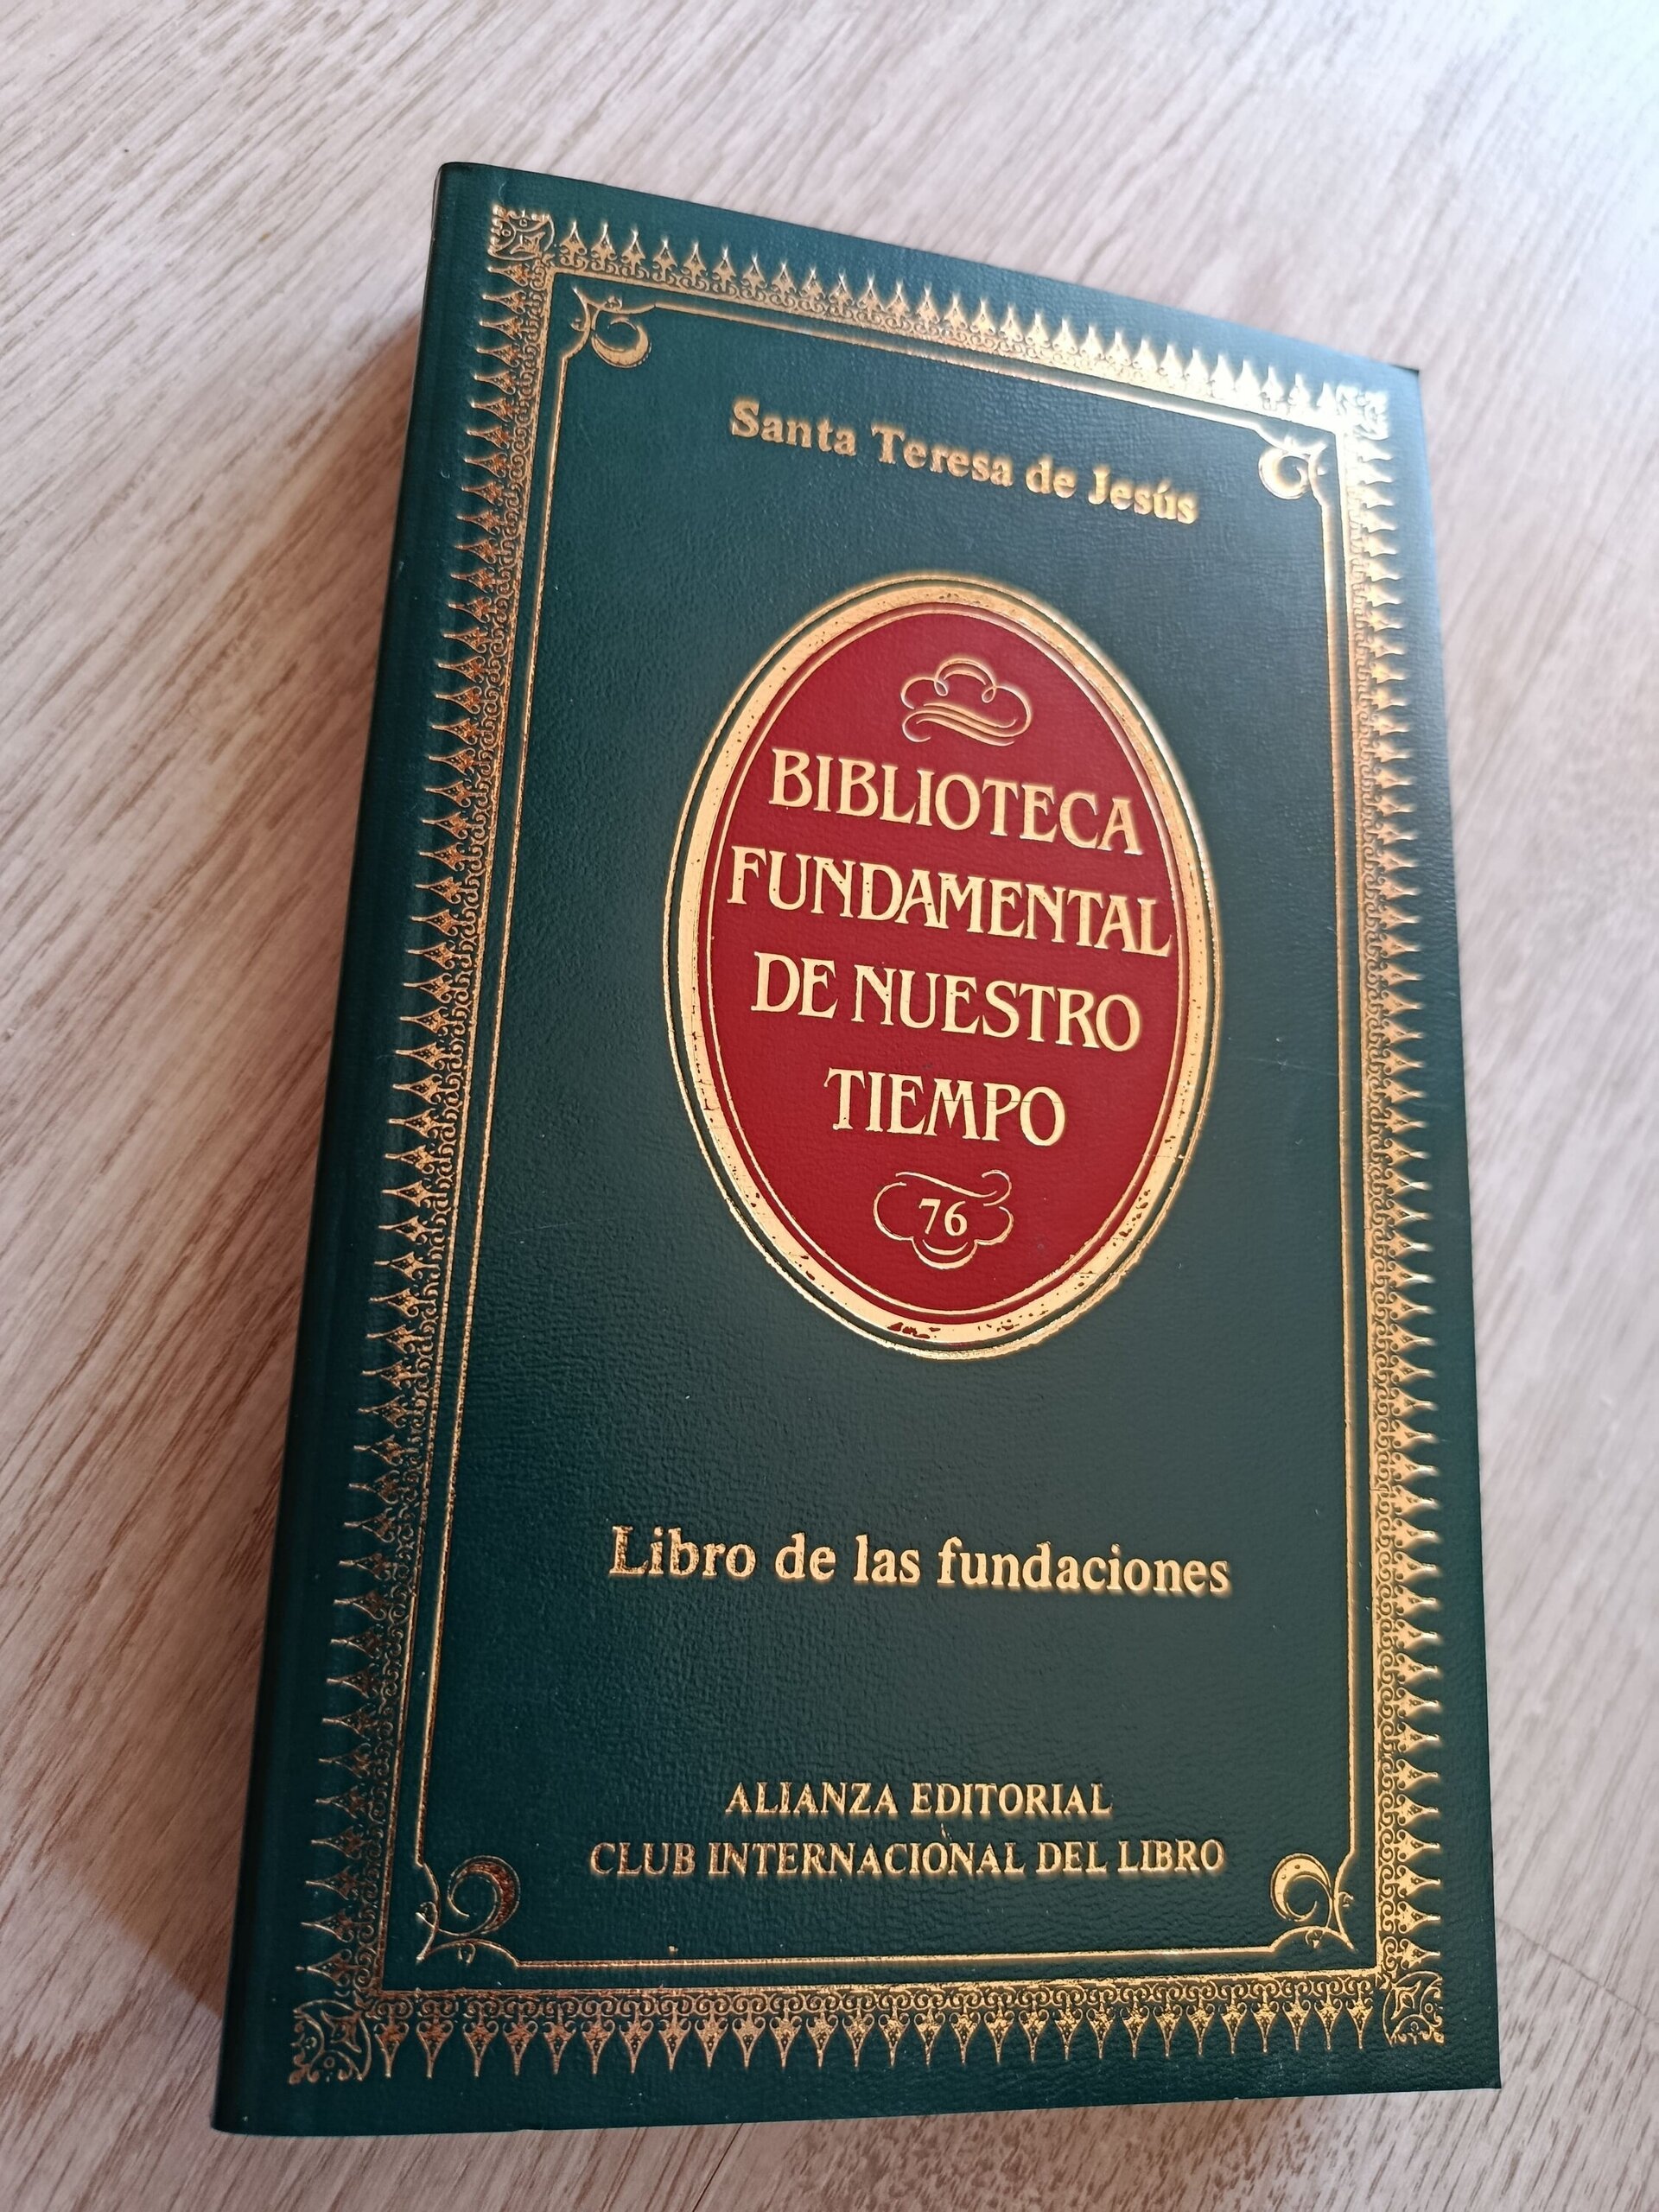 Santa Teresa de Jesús
BIBLIOTECA
FUNDAMENTAL
DE NUESTRO
TIEMPO
76
Libro de las fundaciones
ALIANZA EDITORIAL
CLUB INTERNACIONAL DEL LIBRO